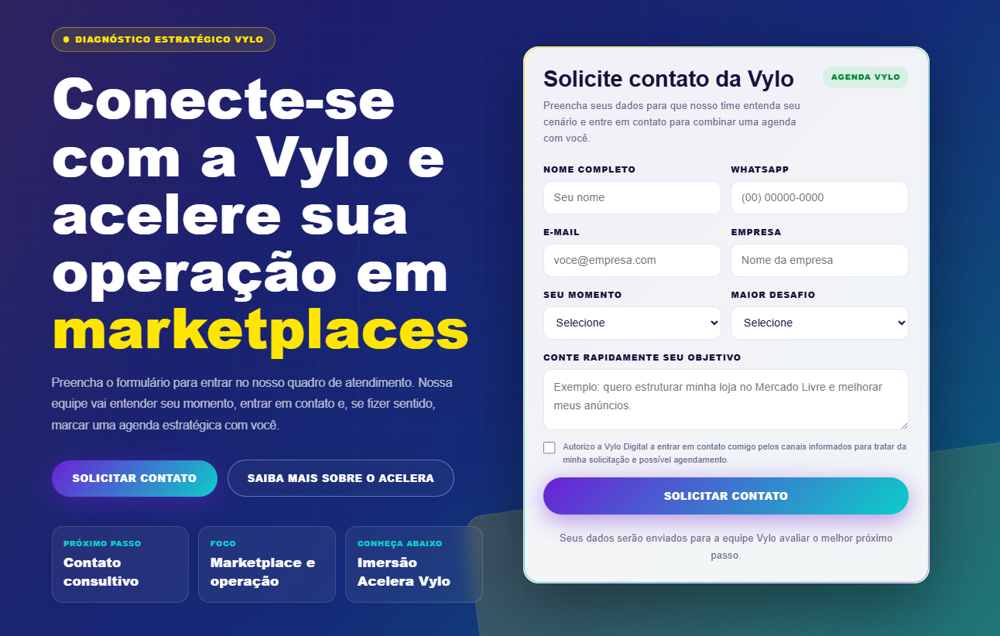 DIAGNÓSTICO ESTRATÉGICO VYLO
Conecte-se
com a Vylo e
acelere sua
operação em
marketplaces
Preencha o formulário para entrar no nosso quadro de atendimento. Nossa
equipe vai entender seu momento, entrar em contato e, se fizer sentido,
marcar uma agenda estratégica com você.
SOLICITAR CONTATO
SAIBA MAIS SOBRE O ACELERA
PRÓXIMO PASSO
Contato
consultivo
FOCO
Marketplace e
operação
CONHEÇA ABAIXO
Imersão
Acelera Vylo
Solicite contato da Vylo
AGENDA VYLO
Preencha seus dados para que nosso time entenda seu
cenário e entre em contato para combinar uma agenda
com você.
NOME COMPLETO
Seu nome
WHATSAPP
(00) 00000-0000
E-MAIL
voce@empresa.com
EMPRESA
Nome da empresa
SEU MOMENTO
Selecione
MAIOR DESAFIO
Selecione
CONTE RAPIDAMENTE SEU OBJETIVO
Exemplo: quero estruturar minha loja no Mercado Livre e melhorar
meus anúncios.
Autorizo a Vylo Digital a entrar em contato comigo pelos canais informados para tratar da
minha solicitação e possível agendamento.
SOLICITAR CONTATO
Seus dados serão enviados para a equipe Vylo avaliar o melhor próximo
passo.